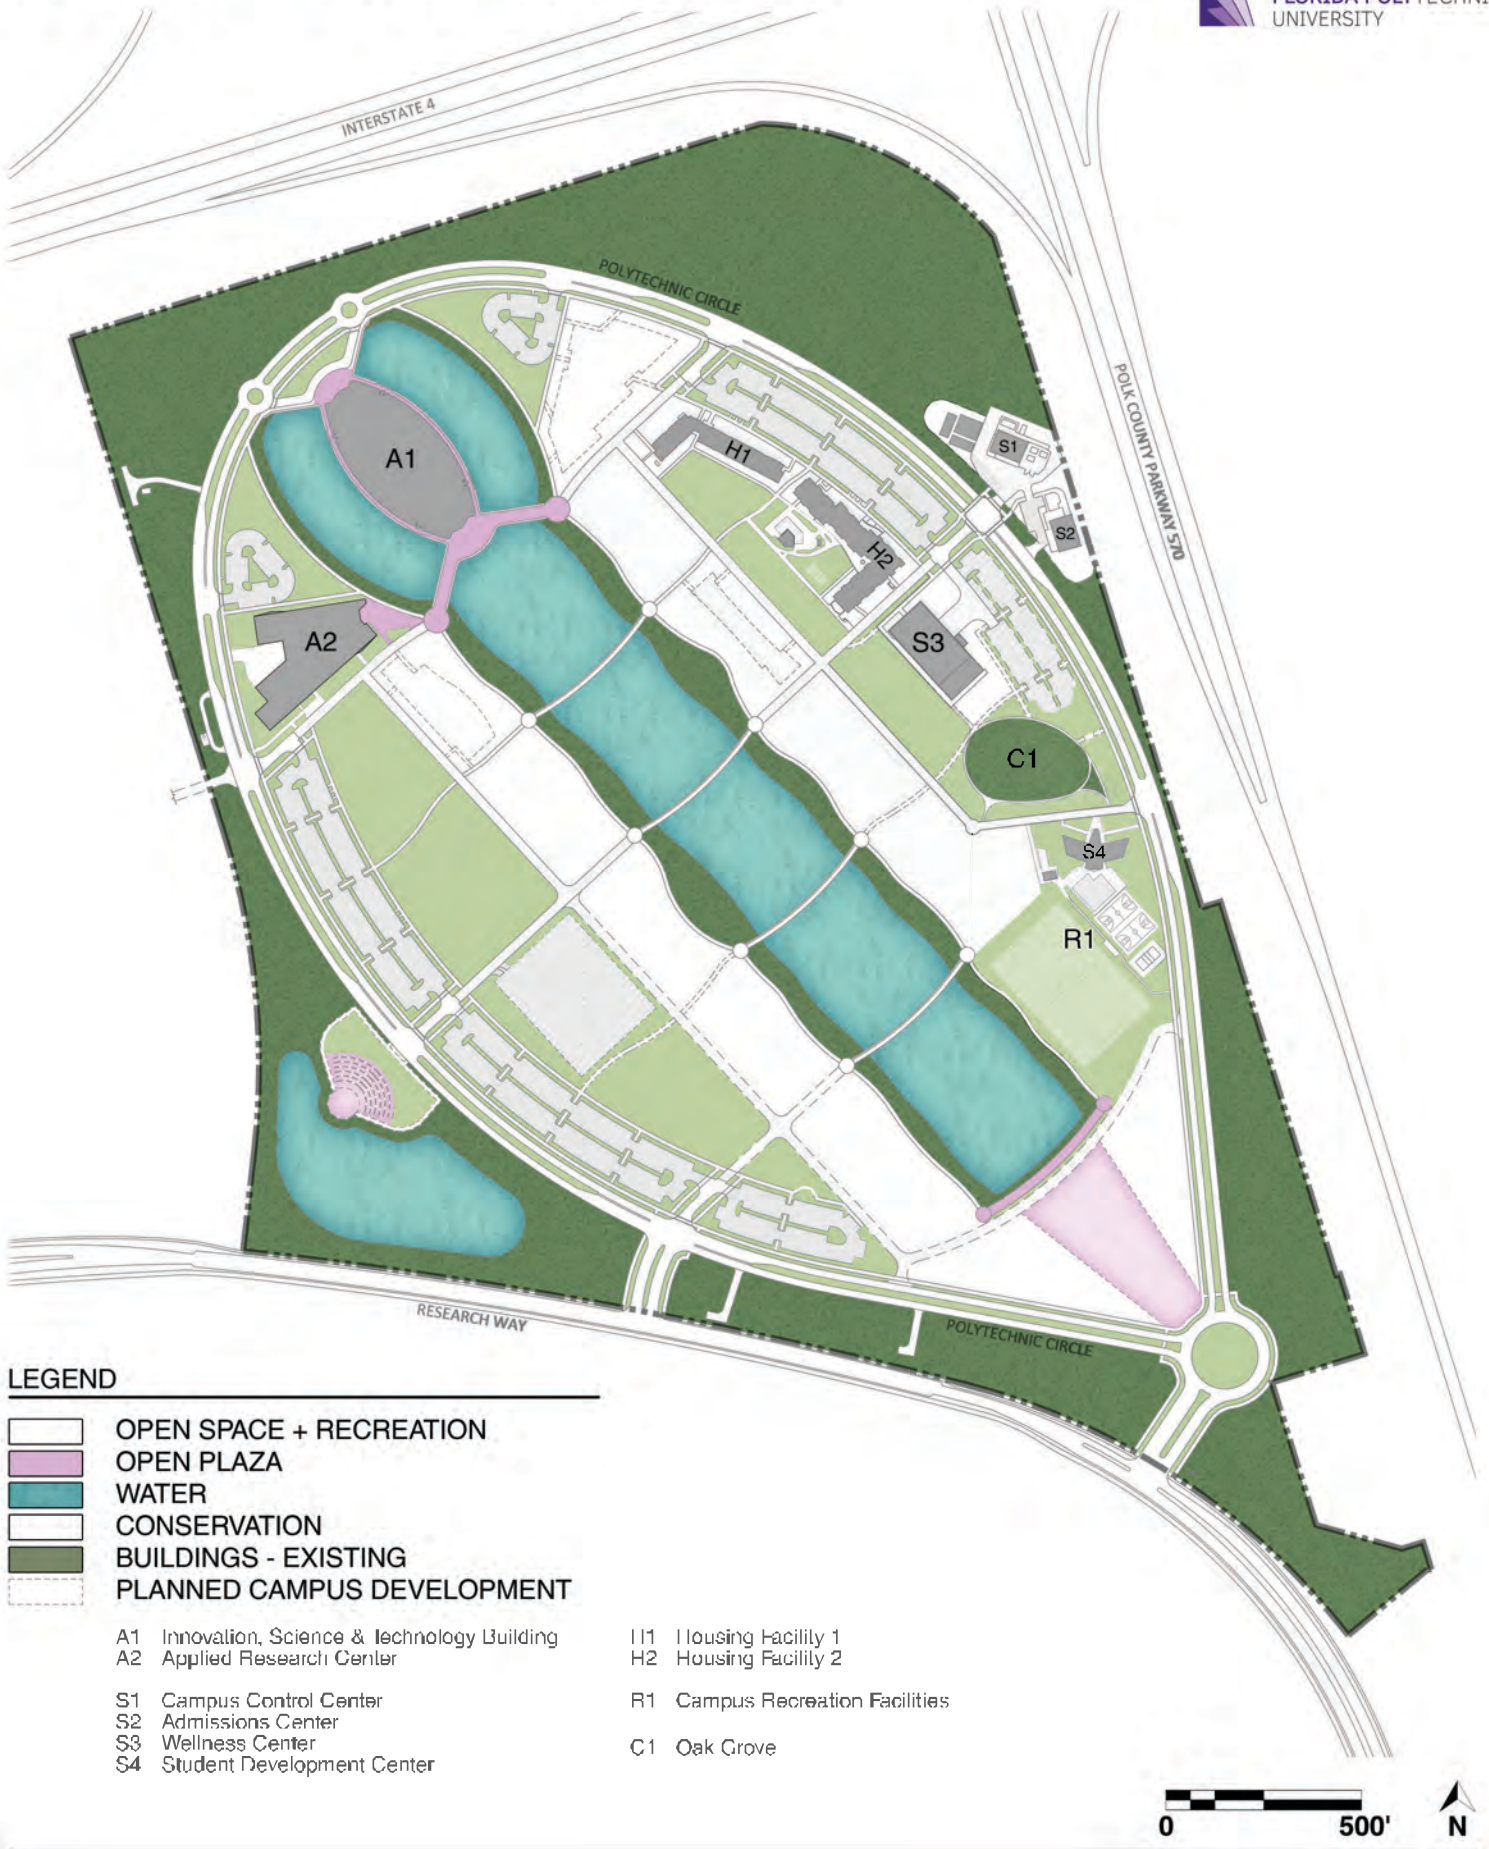 UNIVERSITY
INTERSTATE 4
POLYTECHNIC CIRCLE
POLK COUNTY PARKWAY 570
A1
H1
S1
S2
H2
A2
S3
C1
S4
R1
RESEARCH WAY
POLYTECHNIC CIRCLE
LEGEND
OPEN SPACE + RECREATION
OPEN PLAZA
WATER
CONSERVATION
BUILDINGS - EXISTING
PLANNED CAMPUS DEVELOPMENT
A1 Innovation, Science & Technology Building
A2 Applied Research Center
S1 Campus Control Center
S2 Admissions Center
S3 Wellness Center
S4 Student Development Center
H1 Housing Facility 1
H2 Housing Facility 2
R1 Campus Recreation Facilities
C1 Oak Grove
0 500'
N